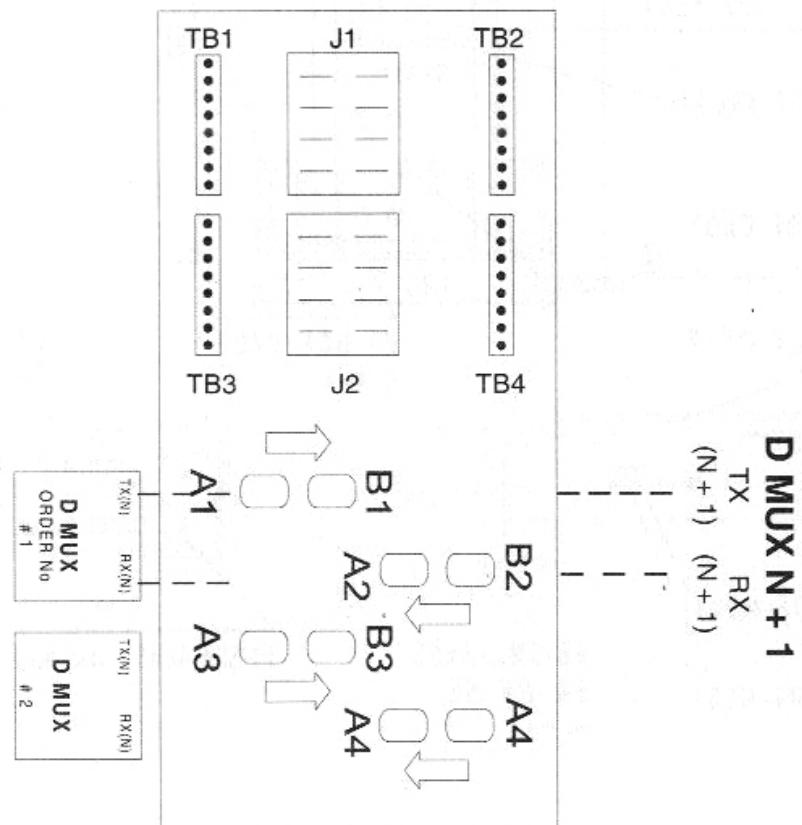 TB1 J1 TB2
TB3 J2 TB4
A1 B1
A2 B2
A3 B3
A4 A4
TX(N) RX(N)
D MUX
ORDER No
# 1
TX(N) RX(N)
D MUX
# 2
D MUX N + 1
TX RX
(N + 1) (N + 1)